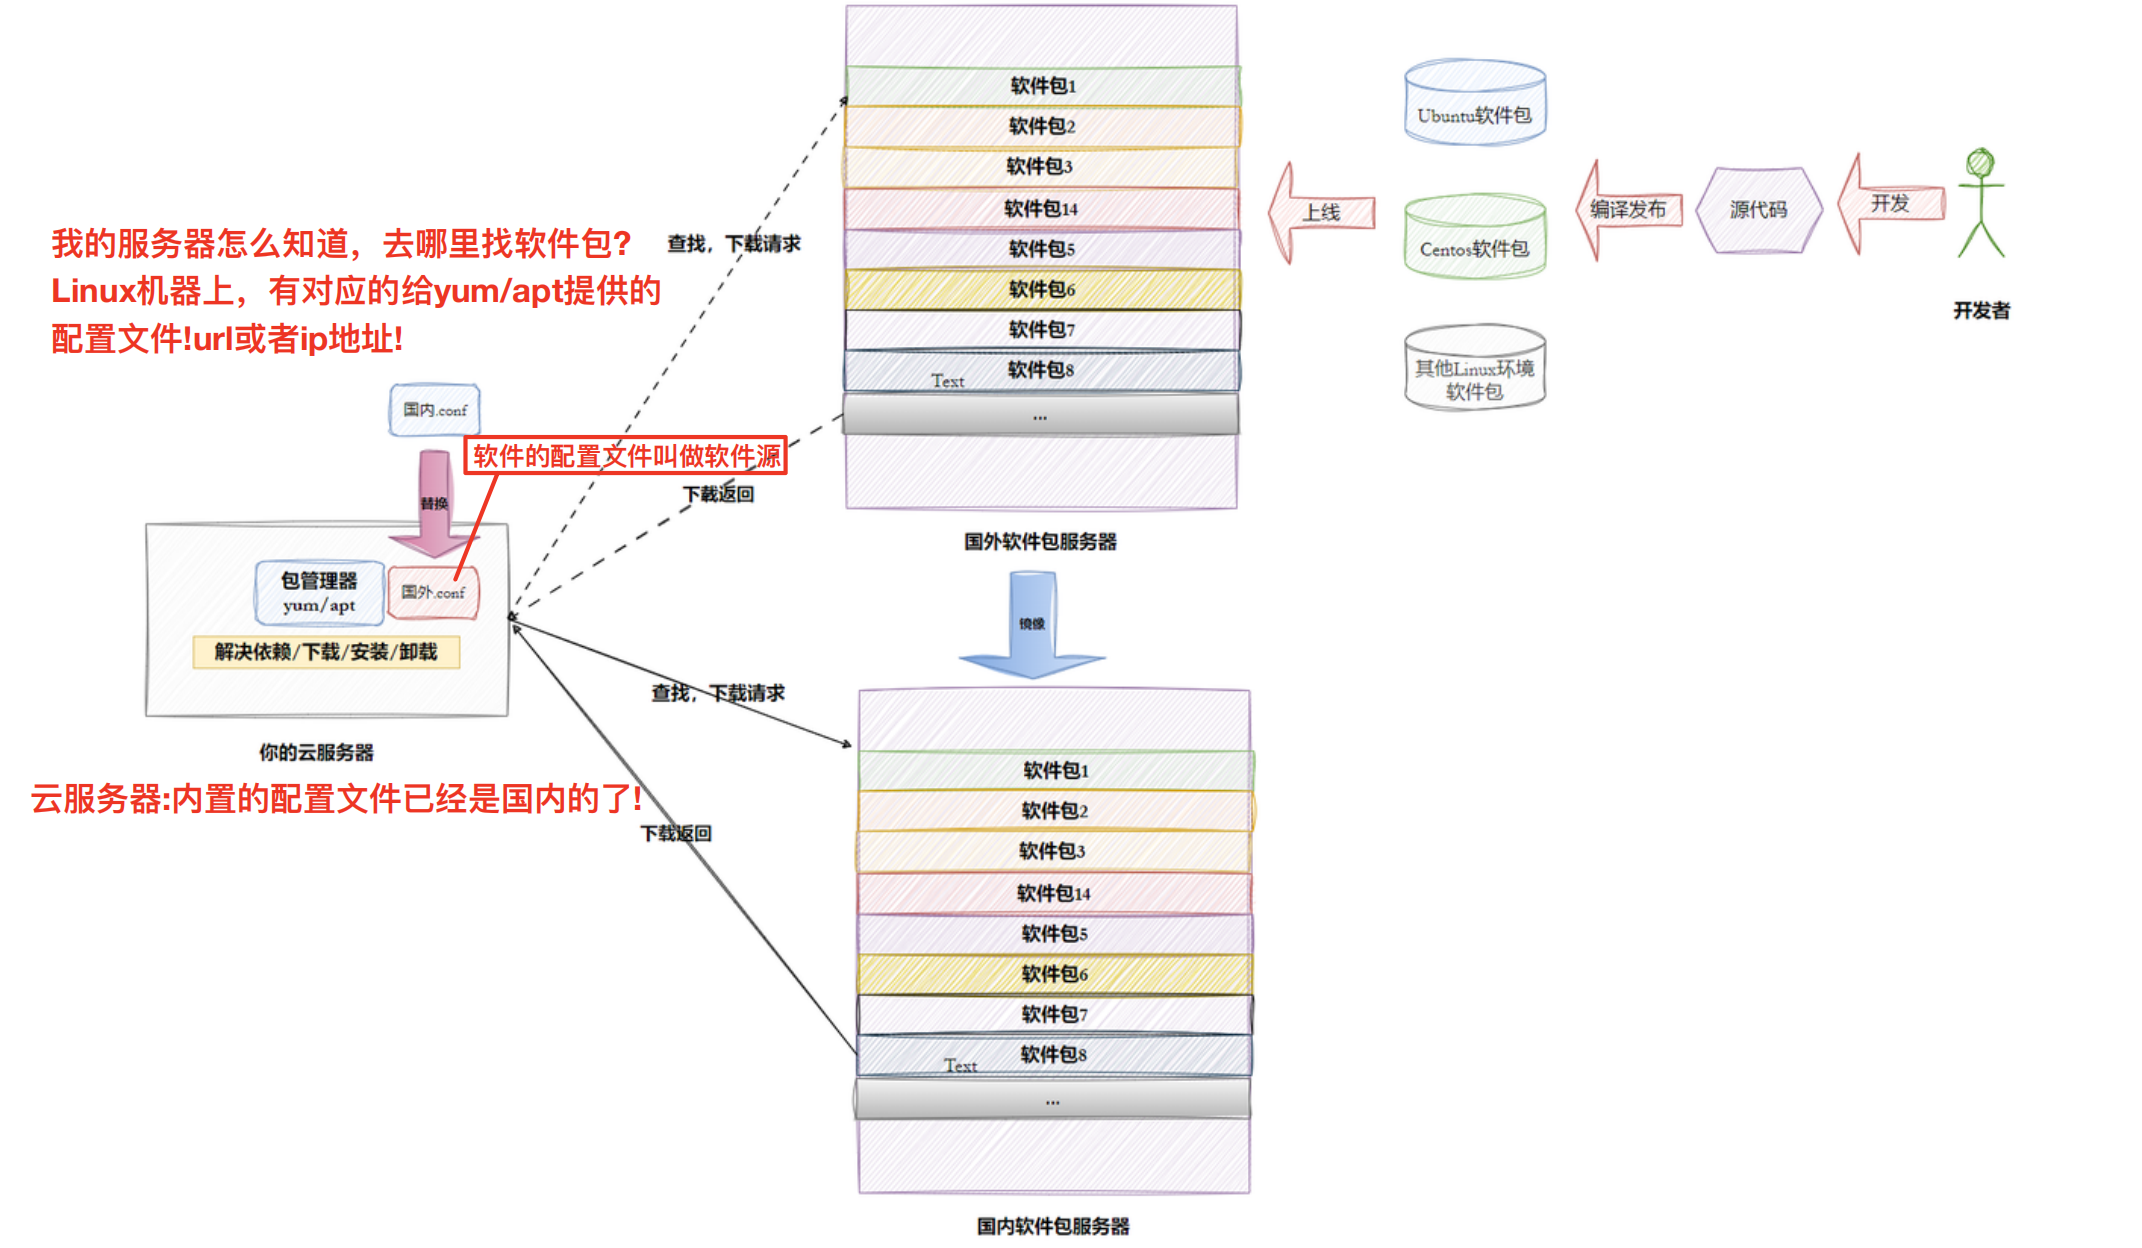 软件包1
软件包2
软件包3
软件包14
软件包5
软件包6
软件包7
软件包8
Text
...
国外软件包服务器
上线
Ubuntu软件包
Centos软件包
其他Linux环境
软件包
编译发布
源代码
开发
开发者
查找，下载请求
下载返回
我的服务器怎么知道，去哪里找软件包?
Linux机器上，有对应的给yum/apt提供的
配置文件!url或者ip地址!
国内.conf
软件的配置文件叫做软件源
替换
包管理器
yum/apt
国外.conf
解决依赖/下载/安装/卸载
你的云服务器
云服务器:内置的配置文件已经是国内的了!
镜像
查找，下载请求
下载返回
软件包1
软件包2
软件包3
软件包14
软件包5
软件包6
软件包7
软件包8
Text
...
国内软件包服务器